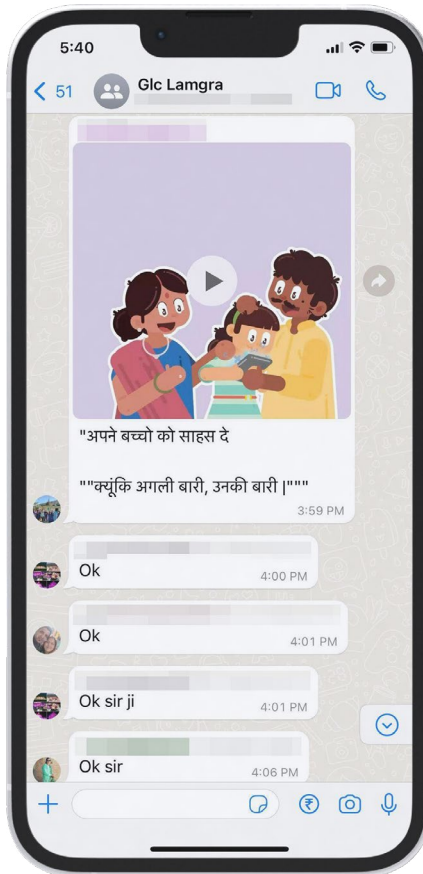 5:40
51
Glc Lamgra
"अपने बच्चो को साहस दे
""क्यूंकि अगली बारी, उनकी बारी |"""
3:59 PM
Ok
4:00 PM
Ok
4:01 PM
Ok sir ji
4:01 PM
Ok sir
4:06 PM
₹